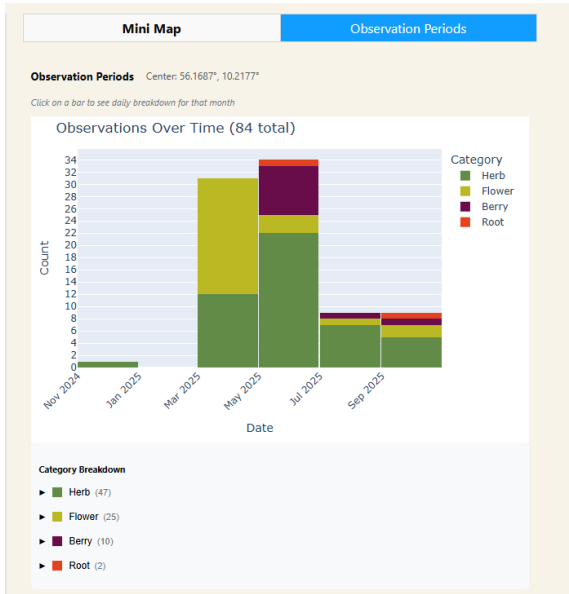 Mini Map
Observation Periods
Observation Periods Center: 56.1687°, 10.2177°
Click on a bar to see daily breakdown for that month
Observations Over Time (84 total)
Count
34
32
30
28
26
24
22
20
18
16
14
12
10
8
6
4
2
0
Nov 2024
Jan 2025
Mar 2025
May 2025
Jul 2025
Sep 2025
Date
Category
Herb
Flower
Berry
Root
Category Breakdown
► Herb (47)
► Flower (25)
► Berry (10)
► Root (2)